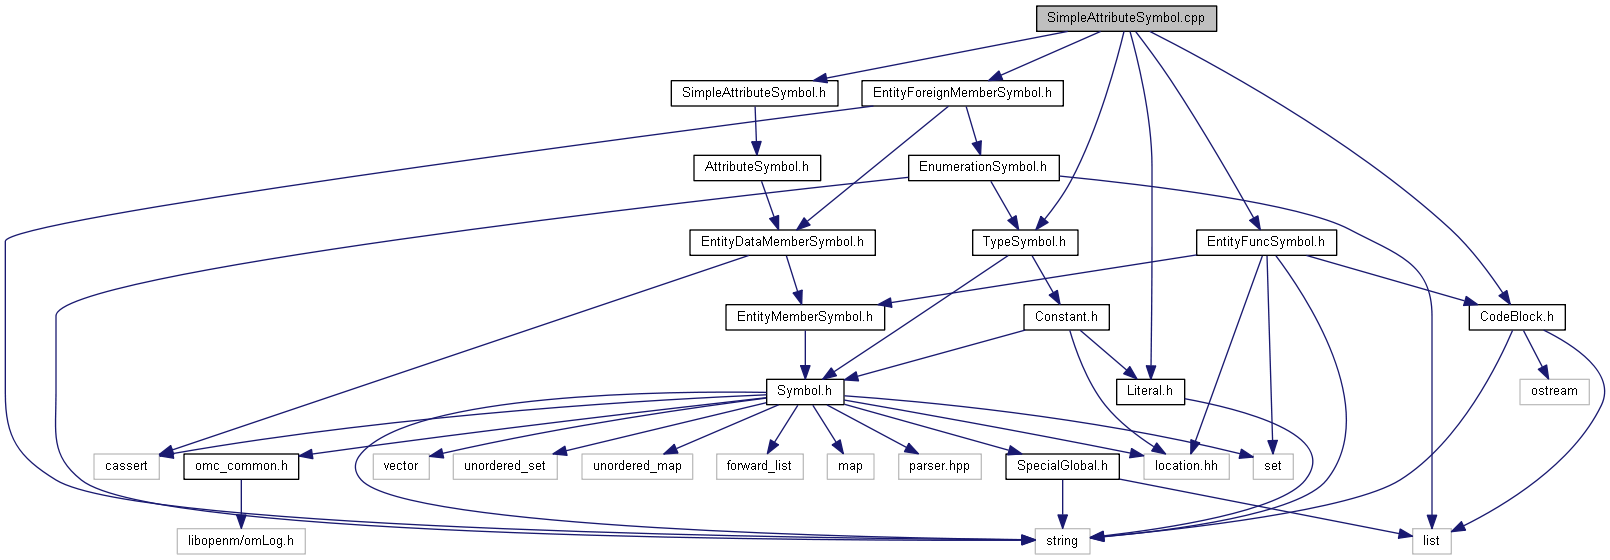 SimpleAttributeSymbol.cpp
SimpleAttributeSymbol.h
EntityForeignMemberSymbol.h
AttributeSymbol.h
EnumerationSymbol.h
EntityDataMemberSymbol.h
TypeSymbol.h
EntityFuncSymbol.h
EntityMemberSymbol.h
Constant.h
CodeBlock.h
Symbol.h
Literal.h
ostream
cassert
omc_common.h
vector
unordered_set
unordered_map
forward_list
map
parser.hpp
SpecialGlobal.h
location.hh
set
libopenm/omLog.h
string
list